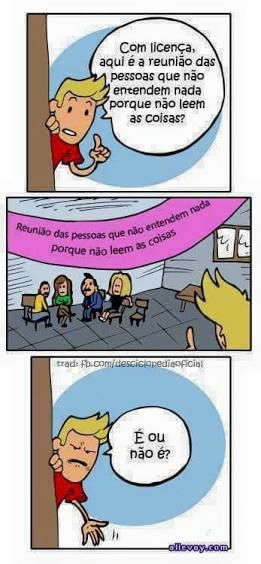 Com licença,
aqui é a reunião das
pessoas que não
entendem nada
porque não leem
as coisas?
Reunião das pessoas que não entendem nada
porque não leem as coisas
trad: fb.com/desciclopediaoficial
É ou
não é?
allevoy.com